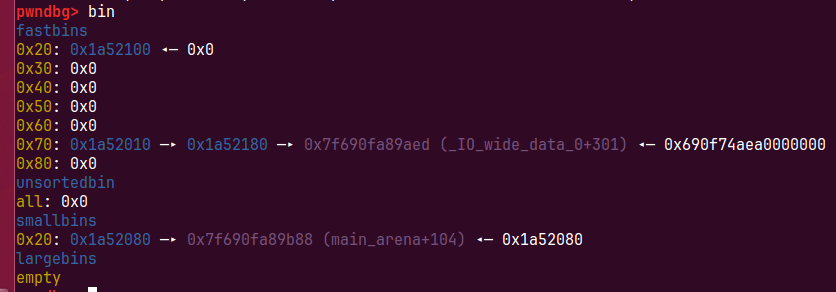 pwndbg> bin
fastbins
0x20: 0x1a52100 ◂— 0x0
0x30: 0x0
0x40: 0x0
0x50: 0x0
0x60: 0x0
0x70: 0x1a52010 —▸ 0x1a52180 —▸ 0x7f690fa89aed (_IO_wide_data_0+301) ◂— 0x690f74aea0000000
0x80: 0x0
unsortedbin
all: 0x0
smallbins
0x20: 0x1a52080 —▸ 0x7f690fa89b88 (main_arena+104) ◂— 0x1a52080
largebins
empty